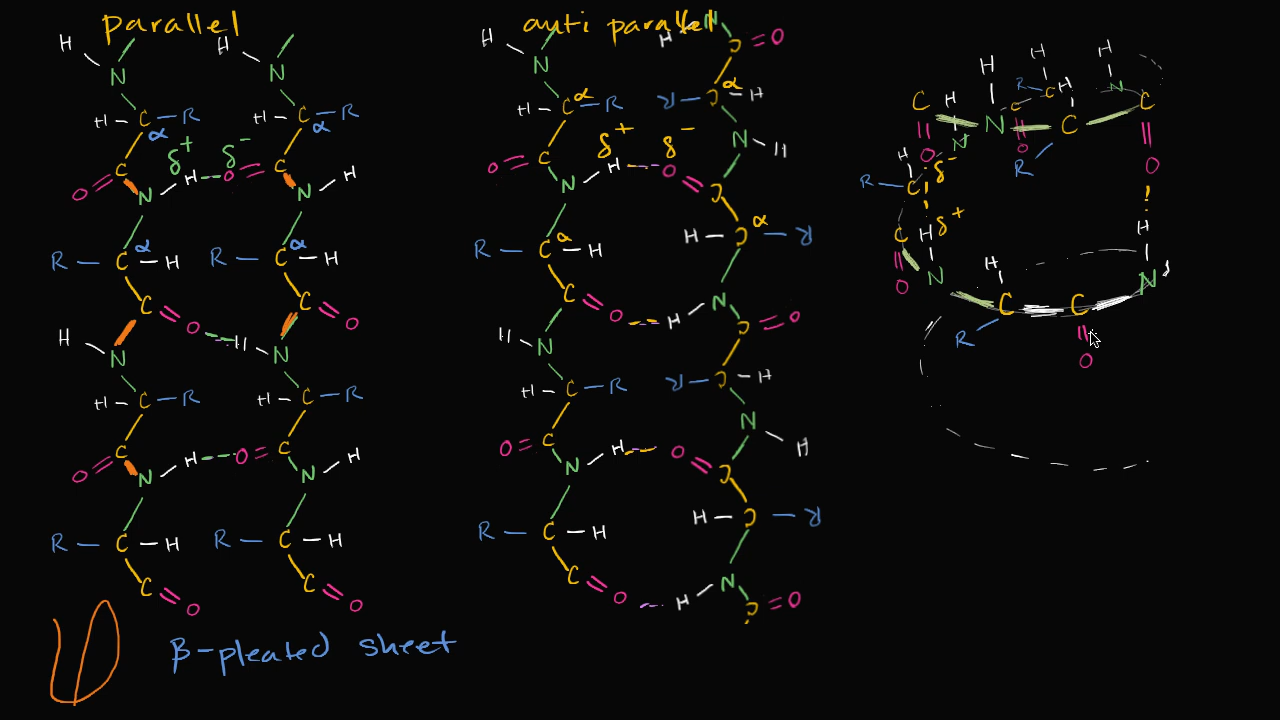 parallel
H N H N
H C R H C R
α α
δ+ δ-
C H O C H
O N N
α α
R C H R C H
C O C O
H N H N
H C R H C R
C H O C H
O N N
R C H R C H
C O C O
β-pleated sheet
anti parallel
H N H N C O
α α
H C R R C H
δ+ δ-
O C H O N H
N C
α α
R C H H C R
C O H N
H N C O
H C R R C H
O C H O N H
N C
R C H H C R
C O H N C O
H H H
C H N R C C H N C
O N O C O
R
H δ-
R C
C H δ+ H
O N N
H C C
R O